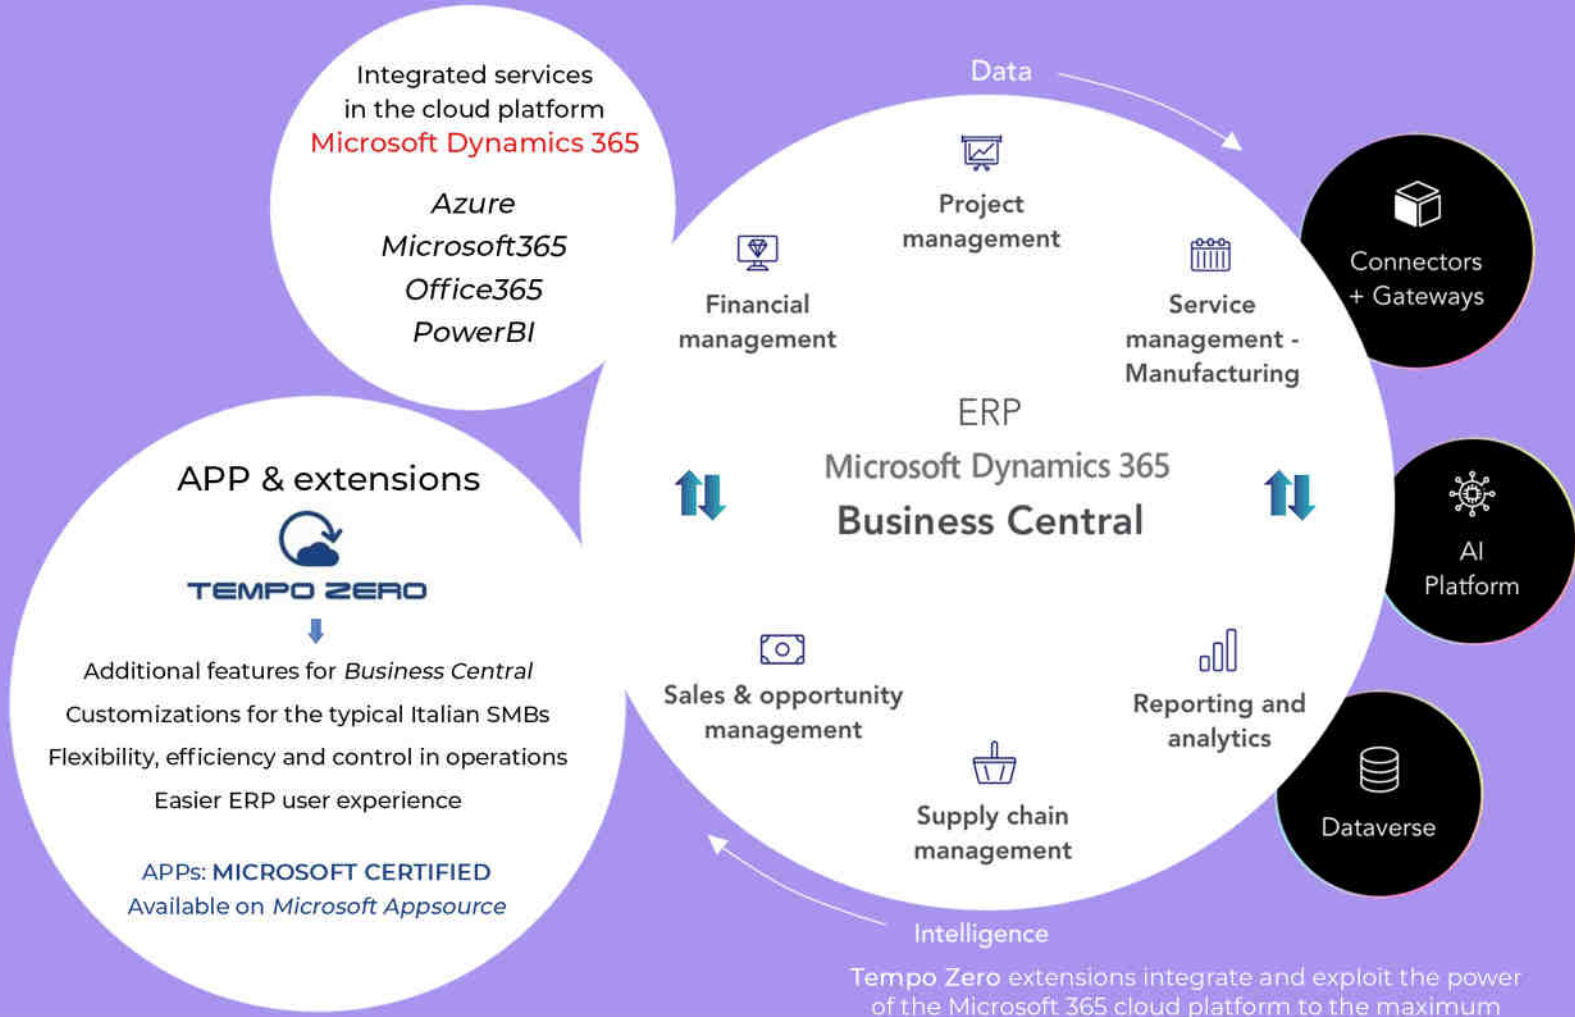 Integrated services
in the cloud platform
Microsoft Dynamics 365
Azure
Microsoft365
Office365
PowerBI
APP & extensions
TEMPO ZERO
Additional features for Business Central
Customizations for the typical Italian SMBs
Flexibility, efficiency and control in operations
Easier ERP user experience
APPs: MICROSOFT CERTIFIED
Available on Microsoft Appsource
Data
Project
management
Financial
management
Service
management -
Manufacturing
ERP
Microsoft Dynamics 365
Business Central
Sales & opportunity
management
Reporting and
analytics
Supply chain
management
Intelligence
Connectors
+ Gateways
AI
Platform
Dataverse
Tempo Zero extensions integrate and exploit the power
of the Microsoft 365 cloud platform to the maximum